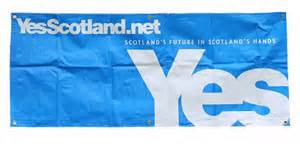 YesScotland.net
SCOTLAND'S FUTURE IN SCOTLAND'S HANDS
Yes